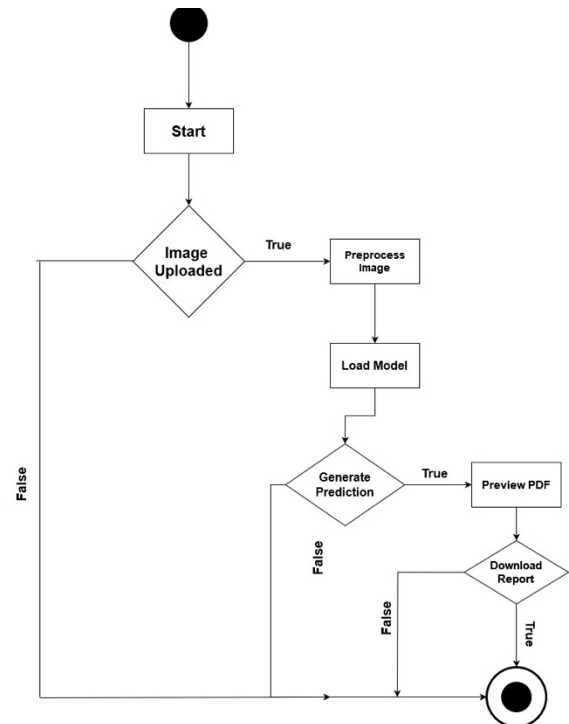 Start
Image
Uploaded
True
Preprocess
Image
Load Model
Generate
Prediction
True
Preview PDF
False
False
Download
Report
False
True